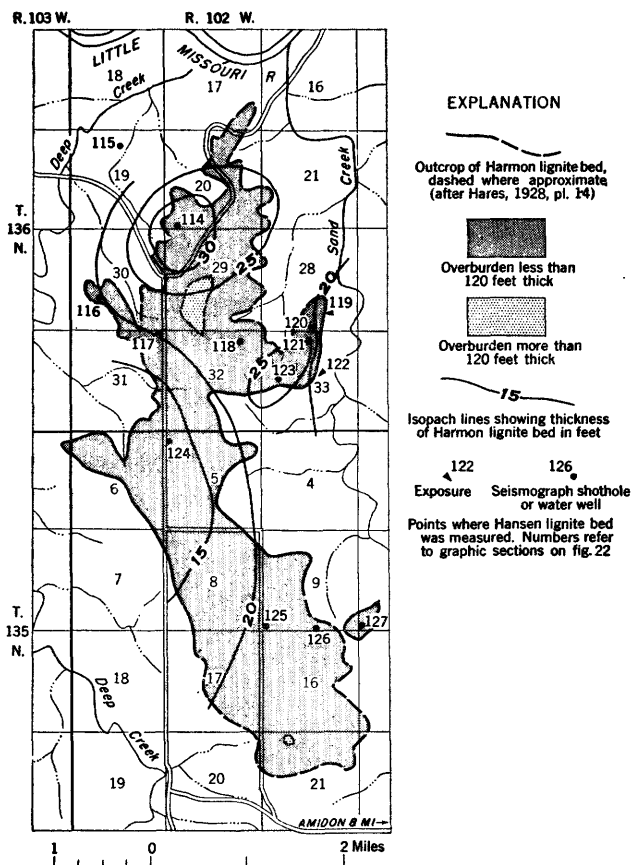 R. 103 W.
R. 102 W.
LITTLE
MISSOURI
R
18
17
16
Creek
Deep
115
19
20
21
Creek
T.
136
N.
114
30
29
25
28
Sand
30
20
119
116
120
117
118
121
31
32
25
123
122
33
124
6
5
4
15
7
8
9
20
T.
135
N.
125
126
127
18
17
16
Deep
Creek
19
20
21
AMIDON 8 MI→
1 0 2 Miles
EXPLANATION
Outcrop of Harmon lignite bed,
dashed where approximate
(after Hares, 1928, pl. 14)
Overburden less than
120 feet thick
Overburden more than
120 feet thick
15
Isopach lines showing thickness
of Harmon lignite bed in feet
122
Exposure
126
Seismograph shothole
or water well
Points where Hansen lignite bed
was measured. Numbers refer
to graphic sections on fig. 22